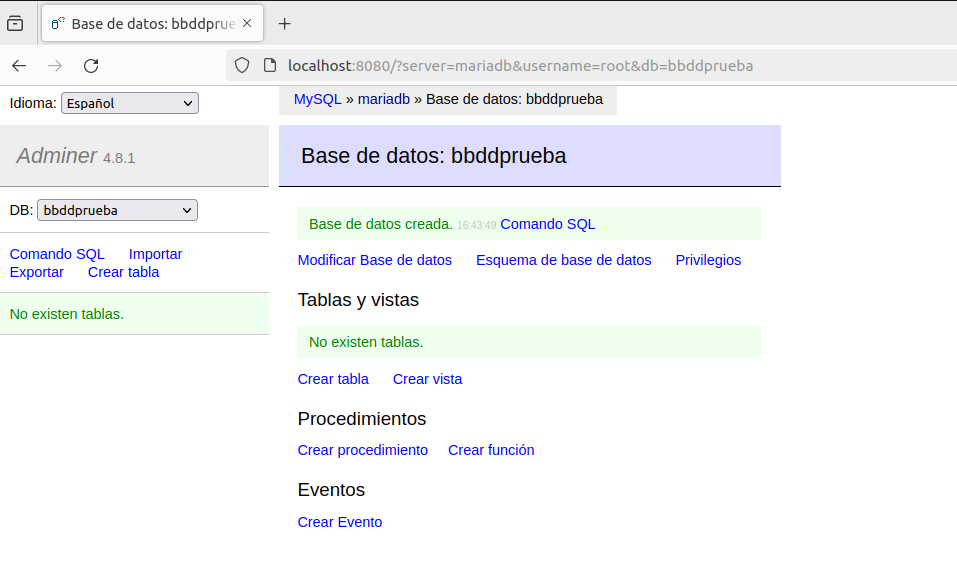 Base de datos: bbddprue
localhost:8080/?server=mariadb&username=root&db=bbddprueba
Idioma: Español
MySQL » mariadb » Base de datos: bbddprueba
Adminer 4.8.1
Base de datos: bbddprueba
DB: bbddprueba
Comando SQL Importar
Exportar Crear tabla
No existen tablas.
Base de datos creada. 16:43:49 Comando SQL
Modificar Base de datos Esquema de base de datos Privilegios
Tablas y vistas
No existen tablas.
Crear tabla Crear vista
Procedimientos
Crear procedimiento Crear función
Eventos
Crear Evento